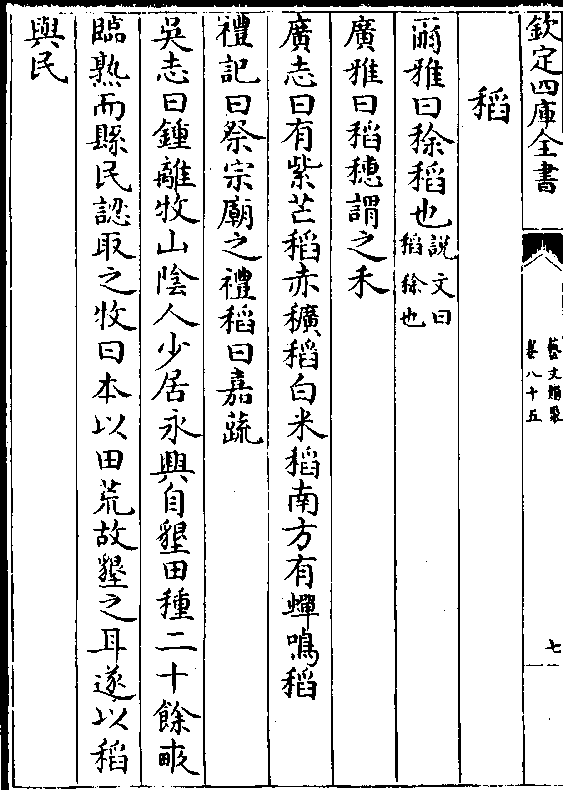 欽定四庫全書
藝文類聚
卷八十五
七
稻
爾雅曰稌稻也說文曰稻稌也
廣雅曰稻穗謂之禾
廣志曰有紫芒稻赤穬稻白米稻南方有蟬鳴稻
禮記曰祭宗廟之禮稻曰嘉蔬
吳志曰鍾離牧山陰人少居永興自墾田種二十餘畝
臨熟而縣民認取之牧曰本以田荒故墾之耳遂以稻
與民